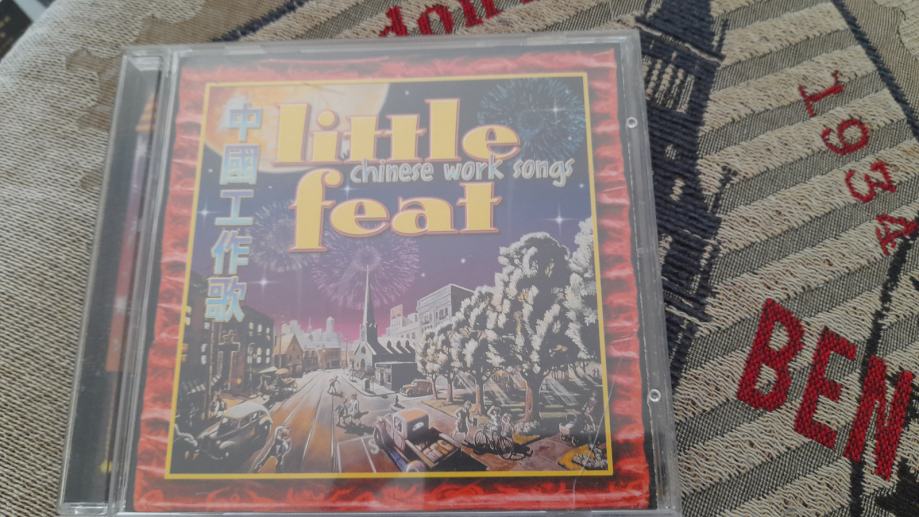 little
chinese work songs
feat
中國工作歌
1934
BEN